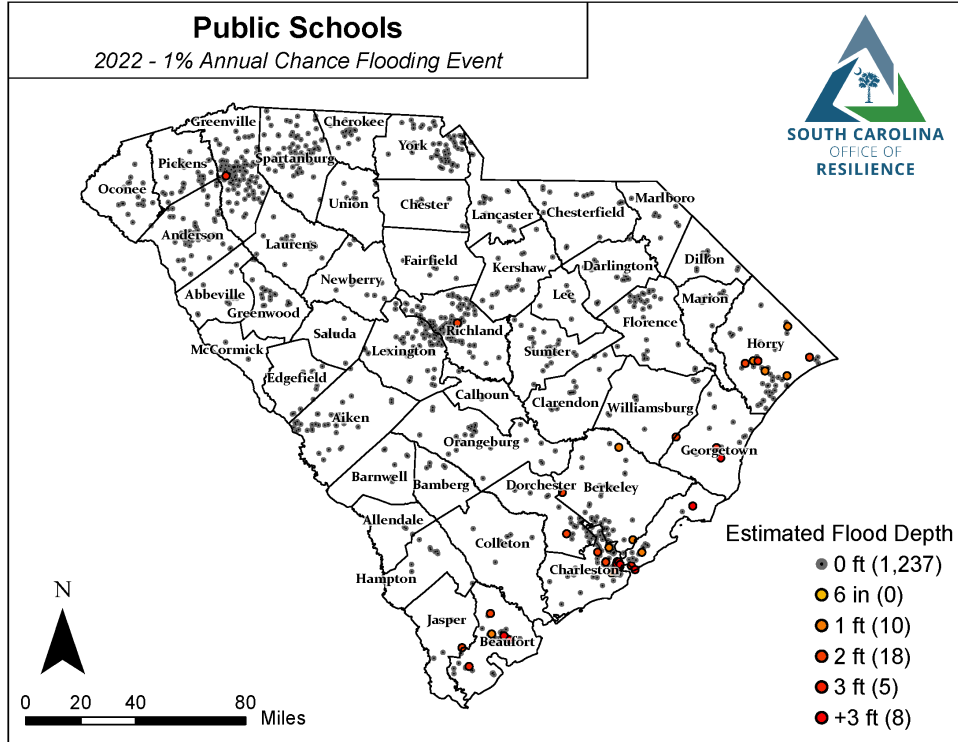 Public Schools
2022 - 1% Annual Chance Flooding Event
SOUTH CAROLINA
OFFICE OF
RESILIENCE
Greenville
Cherokee
York
Pickens
Spartanburg
Oconee
Union
Chester
Lancaster
Chesterfield
Marlboro
Anderson
Laurens
Fairfield
Kershaw
Darlington
Dillon
Newberry
Lee
Marion
Abbeville
Greenwood
Florence
Saluda
Richland
Horry
McCormick
Lexington
Sumter
Edgefield
Calhoun
Clarendon
Williamsburg
Aiken
Orangeburg
Georgetown
Barnwell
Bamberg
Dorchester
Berkeley
Allendale
Colleton
Charleston
Hampton
Jasper
Beaufort
Estimated Flood Depth
0 ft (1,237)
6 in (0)
1 ft (10)
2 ft (18)
3 ft (5)
+3 ft (8)
N
0 20 40 80
Miles